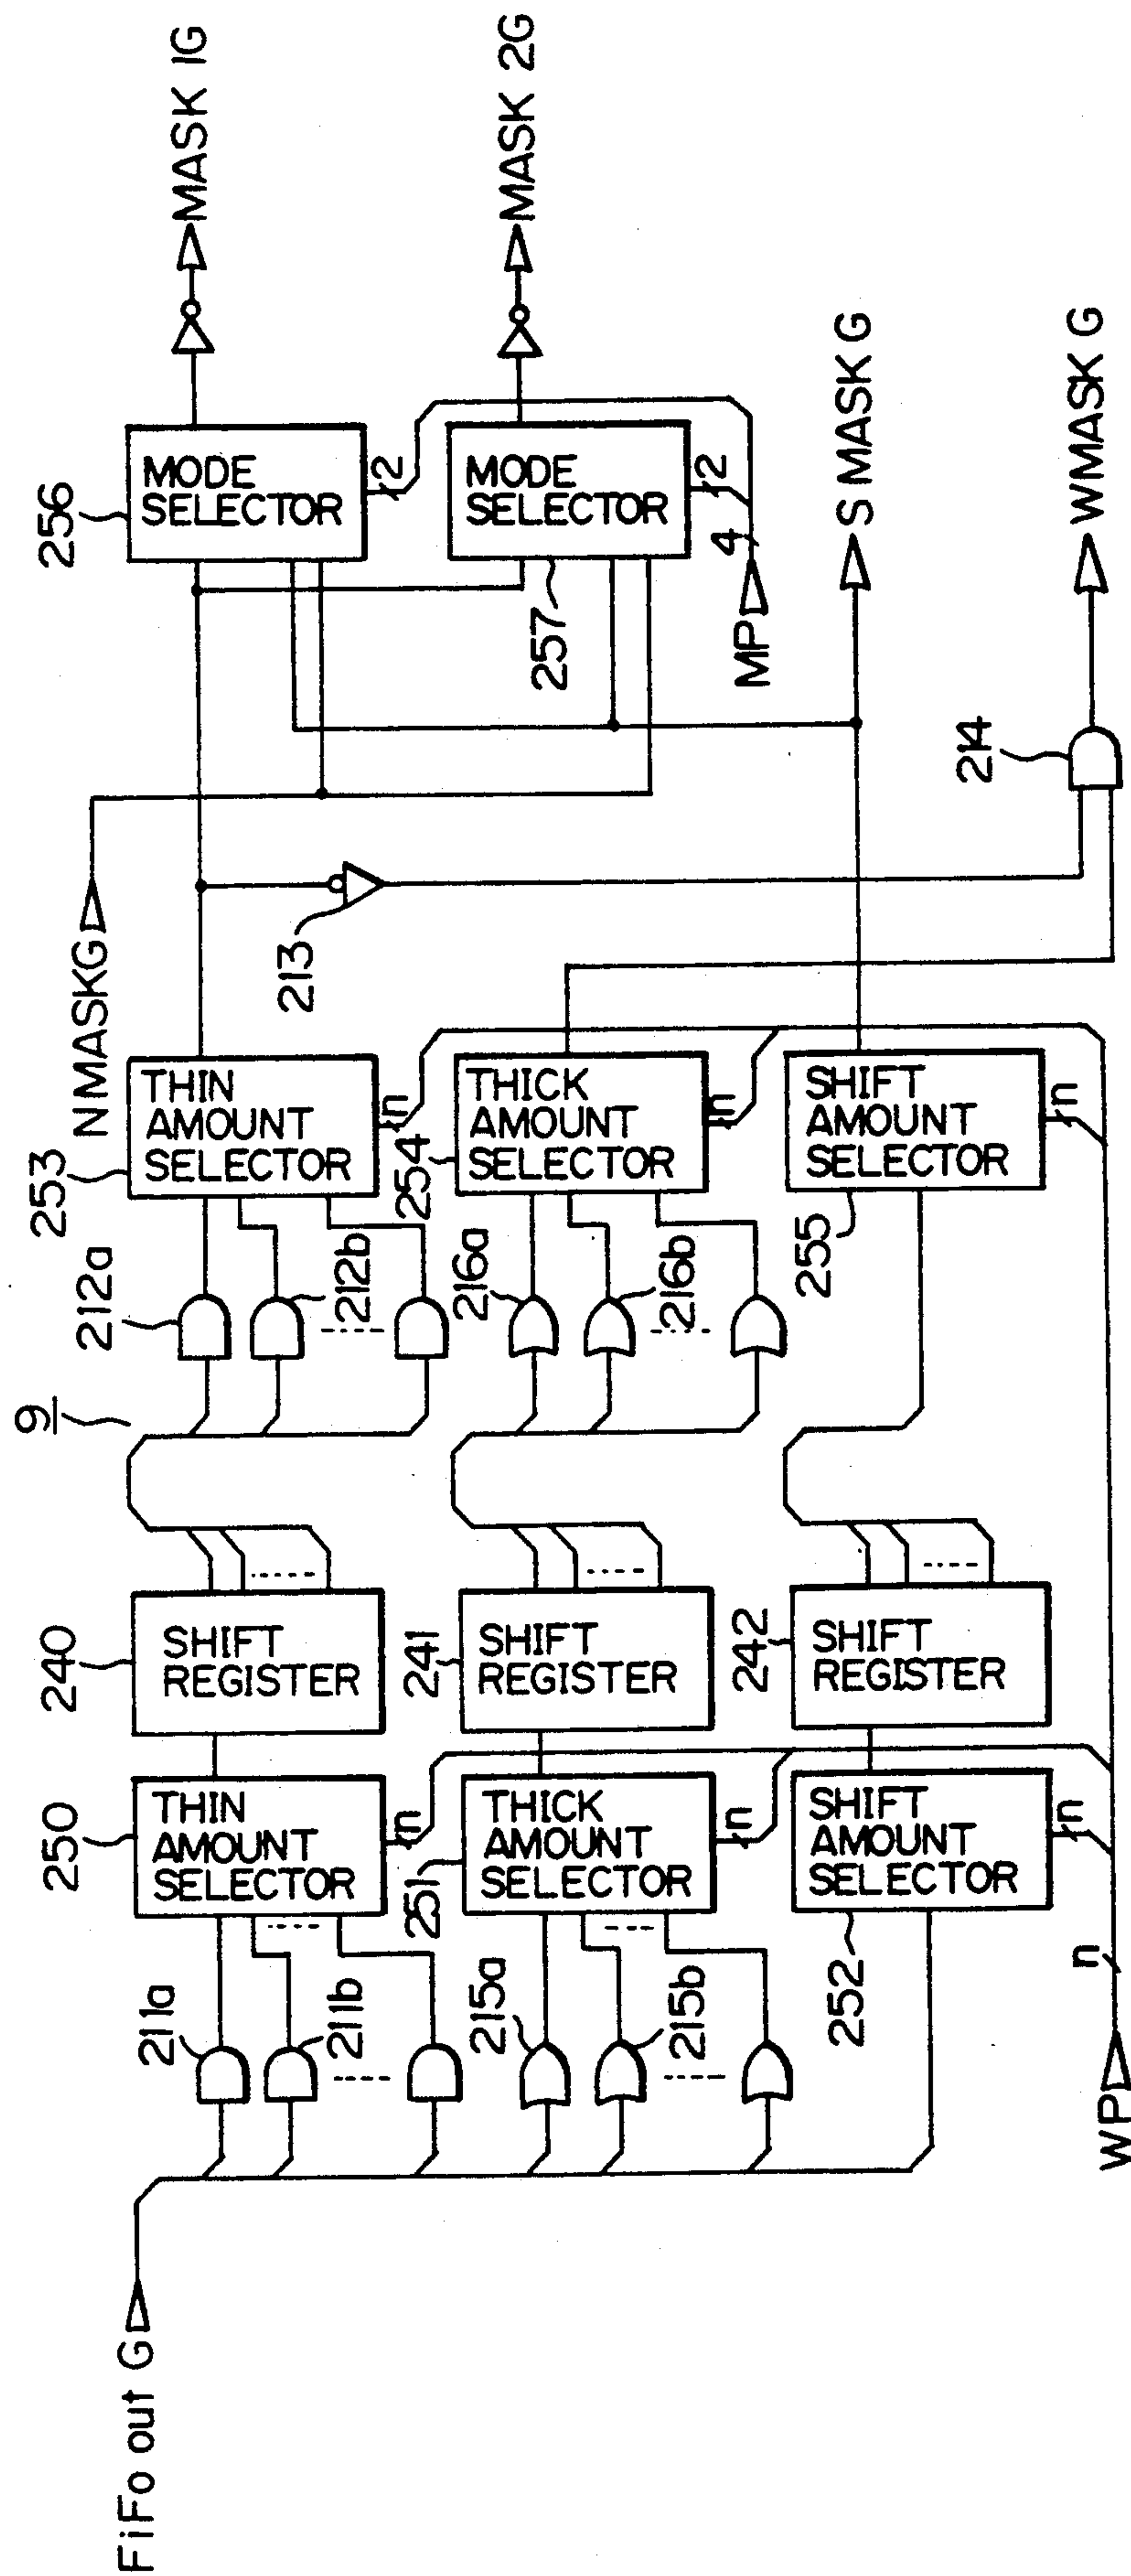 FiFo out G
211a
211b
215a
215b
250
THIN
AMOUNT
SELECTOR
n
251
THICK
AMOUNT
SELECTOR
n
252
SHIFT
AMOUNT
SELECTOR
n
WP
n
240
SHIFT
REGISTER
241
SHIFT
REGISTER
242
SHIFT
REGISTER
9
212a
212b
216a
216b
253
THIN
AMOUNT
SELECTOR
n
254
THICK
AMOUNT
SELECTOR
n
255
SHIFT
AMOUNT
SELECTOR
n
NMASKG
213
214
256
MODE
SELECTOR
2
257
MODE
SELECTOR
2
MP
4
MASK 1G
MASK 2G
S MASK G
WMASK G